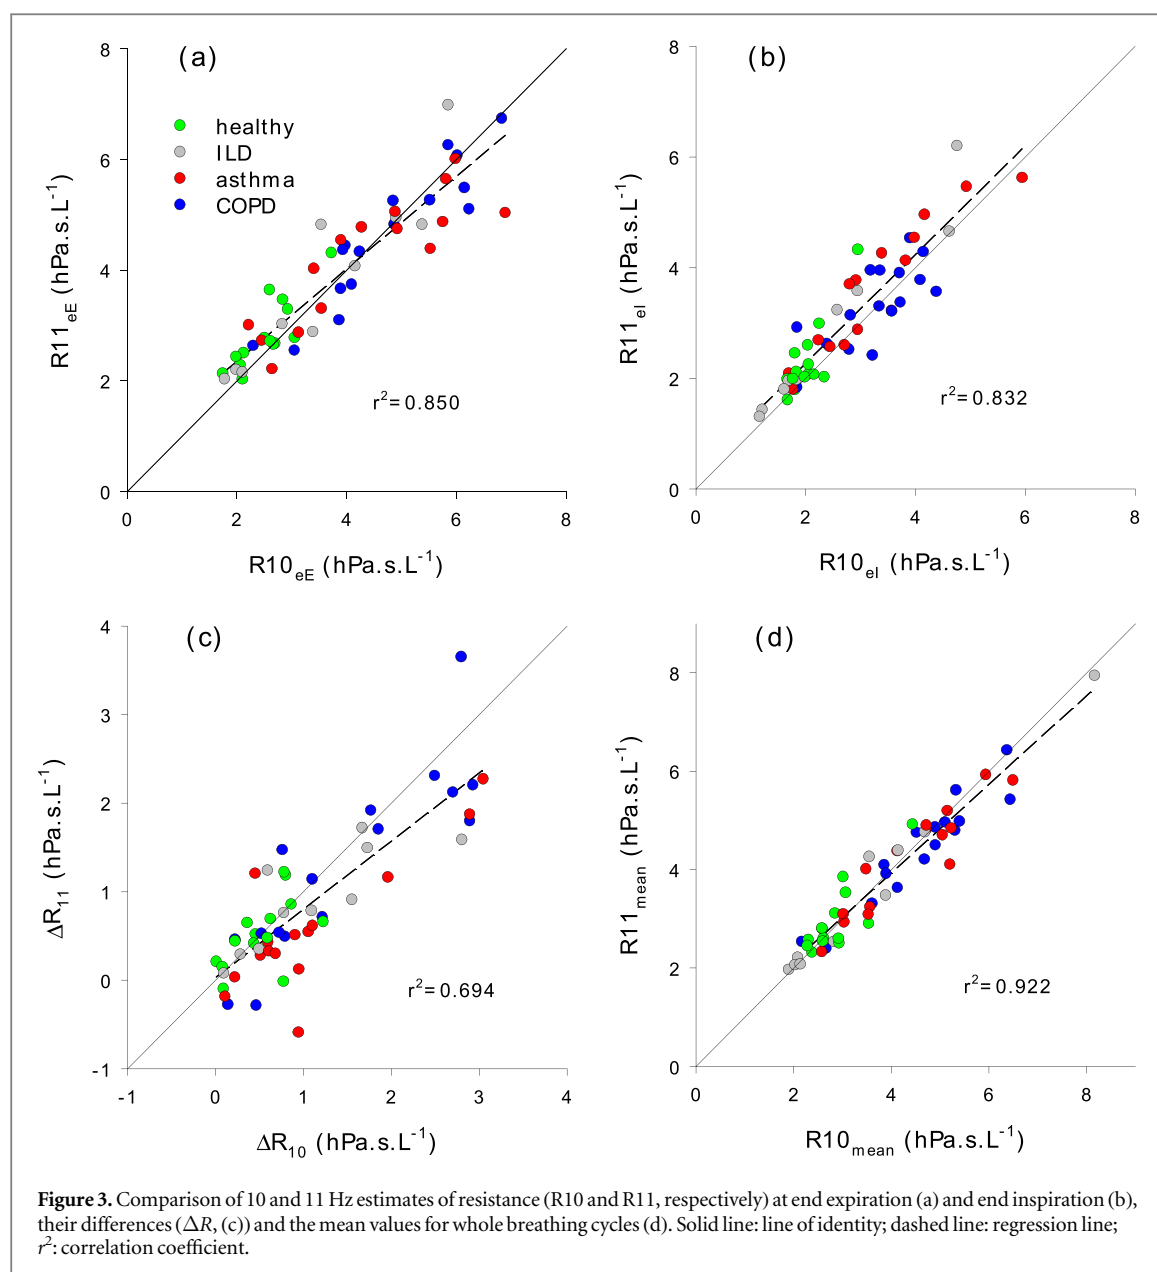 (a)
8
6
4
2
0
0 2 4 6 8
healthy
ILD
asthma
COPD
r²=0.850
R11eE (hPa.s.L-1)
R10eE (hPa.s.L-1)
(b)
8
6
4
2
0
0 2 4 6 8
r²=0.832
R11eI (hPa.s.L-1)
R10eI (hPa.s.L-1)
(c)
4
3
2
1
0
-1
-1 0 1 2 3 4
r²=0.694
ΔR11 (hPa.s.L-1)
ΔR10 (hPa.s.L-1)
(d)
8
6
4
2
0
0 2 4 6 8
r²=0.922
R11mean (hPa.s.L-1)
R10mean (hPa.s.L-1)
Figure 3. Comparison of 10 and 11 Hz estimates of resistance (R10 and R11, respectively) at end expiration (a) and end inspiration (b),
their differences (ΔR, (c)) and the mean values for whole breathing cycles (d). Solid line: line of identity; dashed line: regression line;
r²: correlation coefficient.